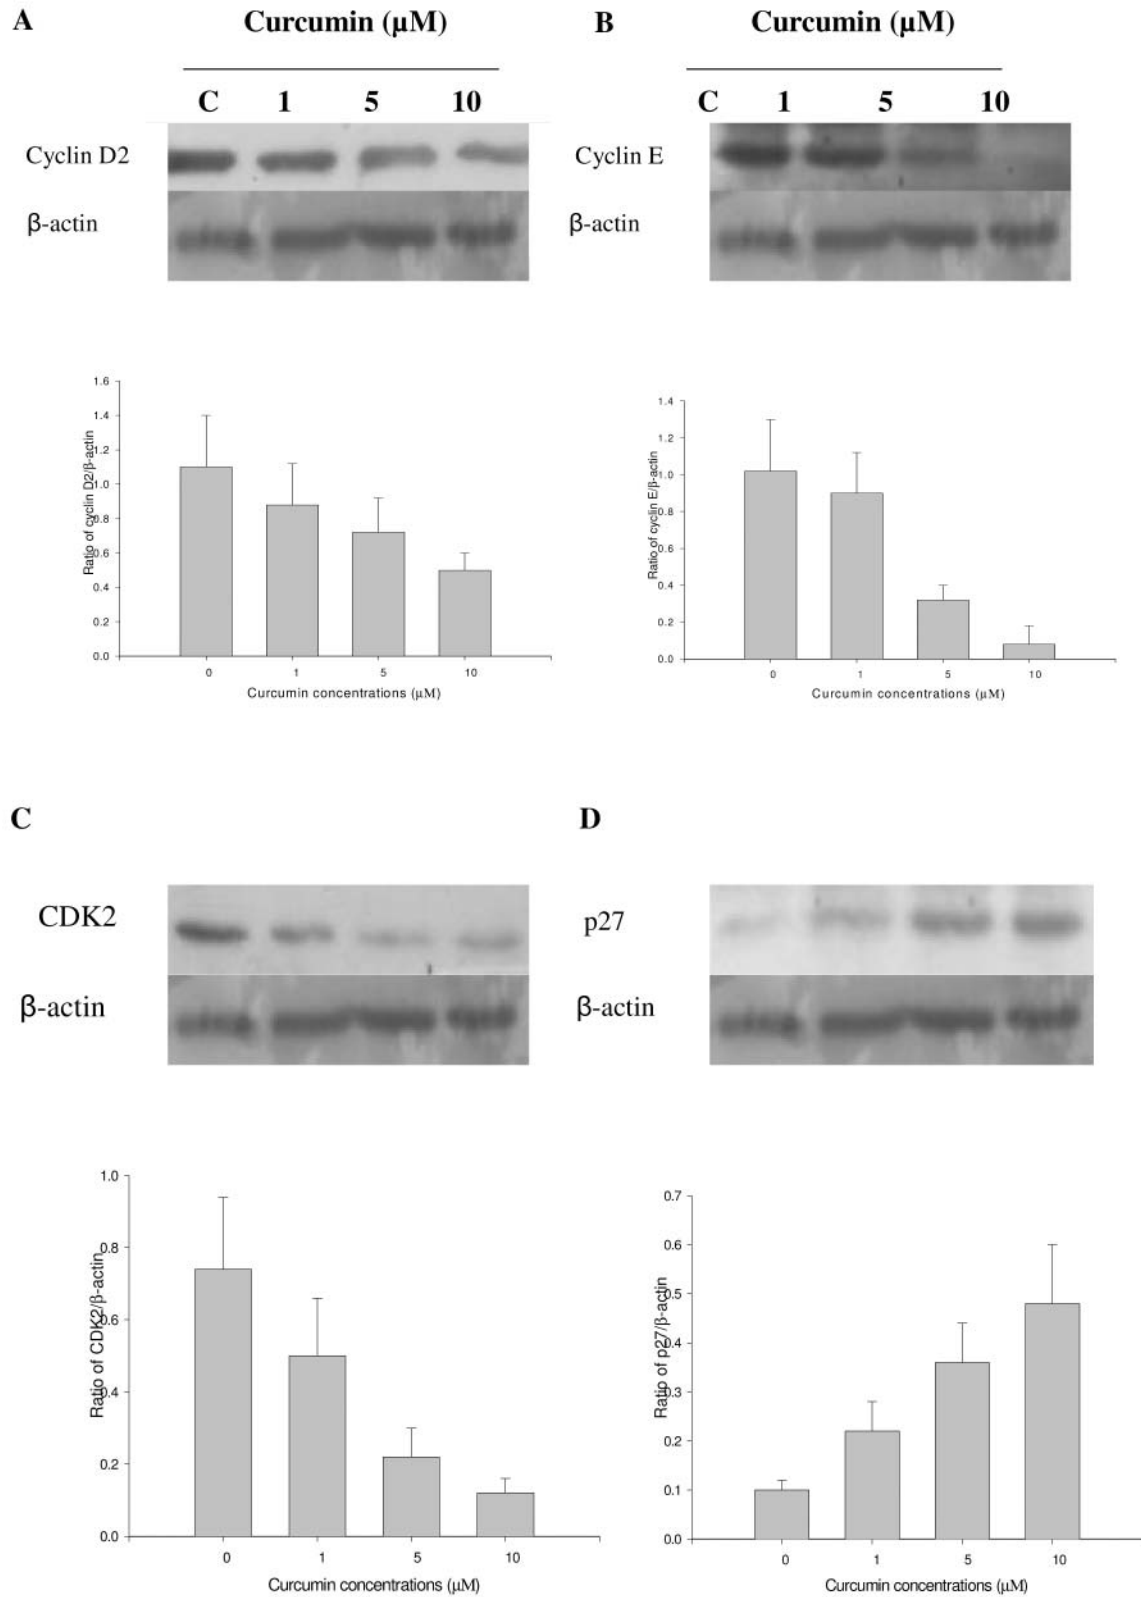 A
Curcumin (µM)
C 1 5 10
Cyclin D2
β-actin
Ratio of cyclin D2/β-actin
1.6
1.4
1.2
1.0
0.8
0.6
0.4
0.2
0.0
0 1 5 10
Curcumin concentrations (µM)
B
Curcumin (µM)
C 1 5 10
Cyclin E
β-actin
Ratio of cyclin E/β-actin
1.4
1.2
1.0
0.8
0.6
0.4
0.2
0.0
0 1 5 10
Curcumin concentrations (µM)
C
CDK2
β-actin
Ratio of CDK2/β-actin
1.0
0.8
0.6
0.4
0.2
0.0
0 1 5 10
Curcumin concentrations (µM)
D
p27
β-actin
Ratio of p27/β-actin
0.7
0.6
0.5
0.4
0.3
0.2
0.1
0.0
0 1 5 10
Curcumin concentrations (µM)